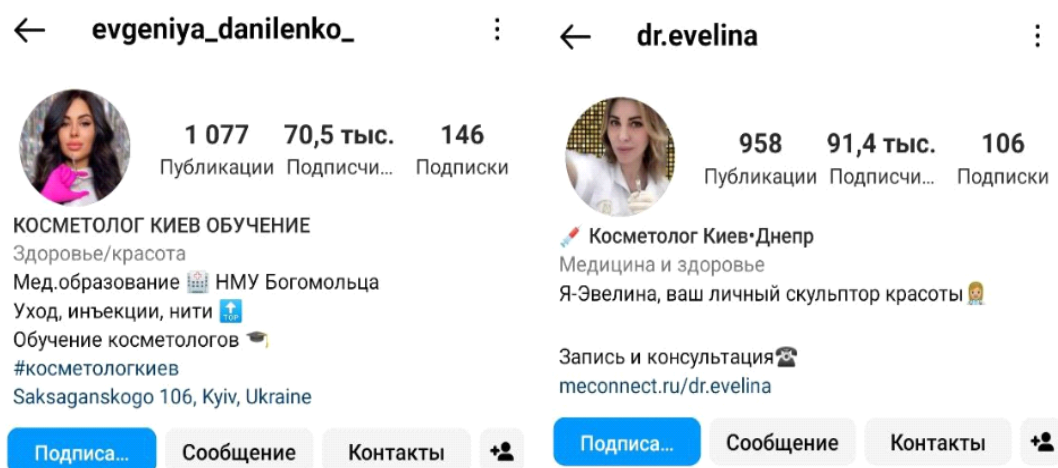 evgeniya_danilenko_
1 077 70,5 тыс. 146
Публикации Подписчи... Подписки
КОСМЕТОЛОГ КИЕВ ОБУЧЕНИЕ
Здоровье/красота
Мед.образование 🏥 НМУ Богомольца
Уход, инъекции, нити 🔝
Обучение косметологов 🎓
#косметологкиев
Saksaganskogo 106, Kyiv, Ukraine
Подписа... Сообщение Контакты
dr.evelina
958 91,4 тыс. 106
Публикации Подписчи... Подписки
💉 Косметолог Киев•Днепр
Медицина и здоровье
Я-Эвелина, ваш личный скульптор красоты👩🏼‍⚕️
Запись и консультация☎️
meconnect.ru/dr.evelina
Подписа... Сообщение Контакты